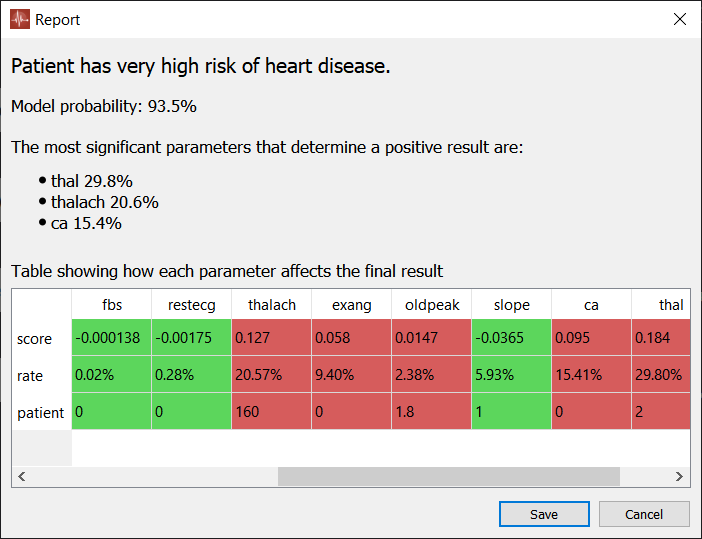 Report
Patient has very high risk of heart disease.
Model probability: 93.5%
The most significant parameters that determine a positive result are:
● thal 29.8%
● thalach 20.6%
● ca 15.4%
Table showing how each parameter affects the final result
fbs restecg thalach exang oldpeak slope ca thal
score -0.000138 -0.00175 0.127 0.058 0.0147 -0.0365 0.095 0.184
rate 0.02% 0.28% 20.57% 9.40% 2.38% 5.93% 15.41% 29.80%
patient 0 0 160 0 1.8 1 0 2
Save Cancel